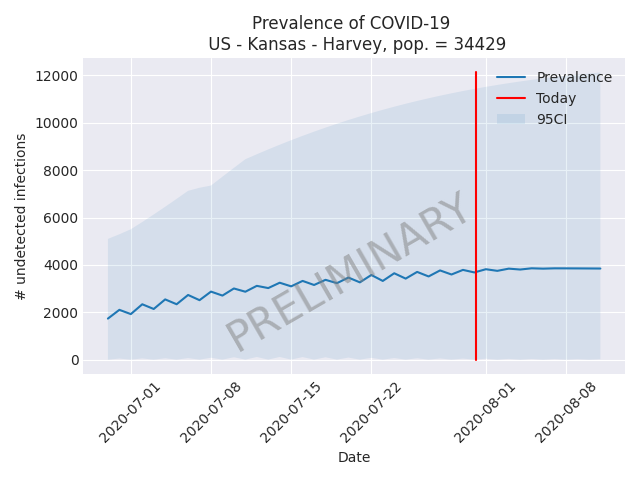 Prevalence of COVID-19
US - Kansas - Harvey, pop. = 34429
# undetected infections
12000
10000
8000
6000
4000
2000
0
Prevalence
Today
95CI
PRELIMINARY
2020-07-01
2020-07-08
2020-07-15
2020-07-22
2020-08-01
2020-08-08
Date